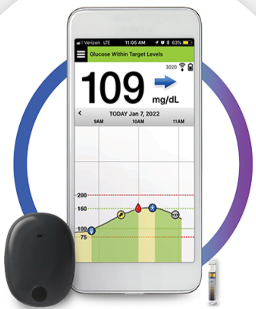 Verizon LTE 11:05 AM 63%
Glucose Within Target Levels
3020
109
mg/dL
TODAY Jan 7, 2022
9AM 10AM 11AM
200
160
100
75